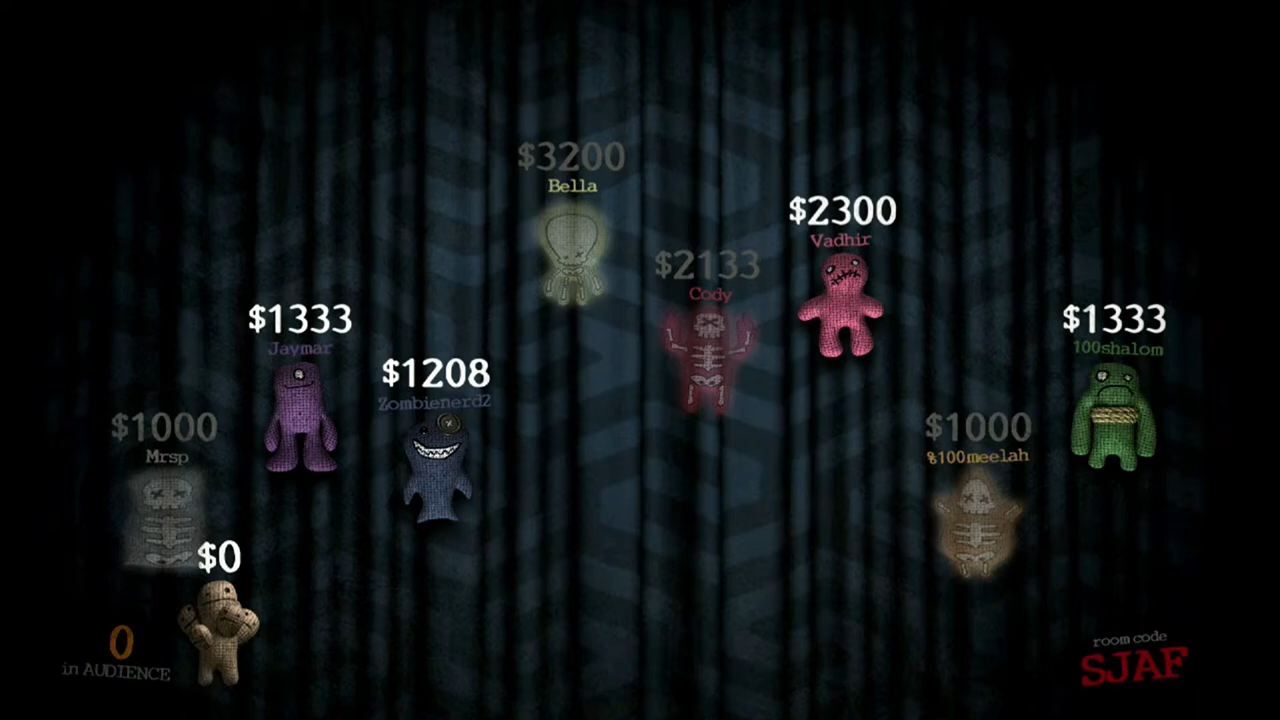 $3200
Bella
$2300
Vadhir
$2133
Cody
$1333
Jaymar
$1333
100shalom
$1208
Zombienerd2
$1000
Mrsp
$1000
%100meelah
$0
0
in AUDIENCE
room code
SJAF